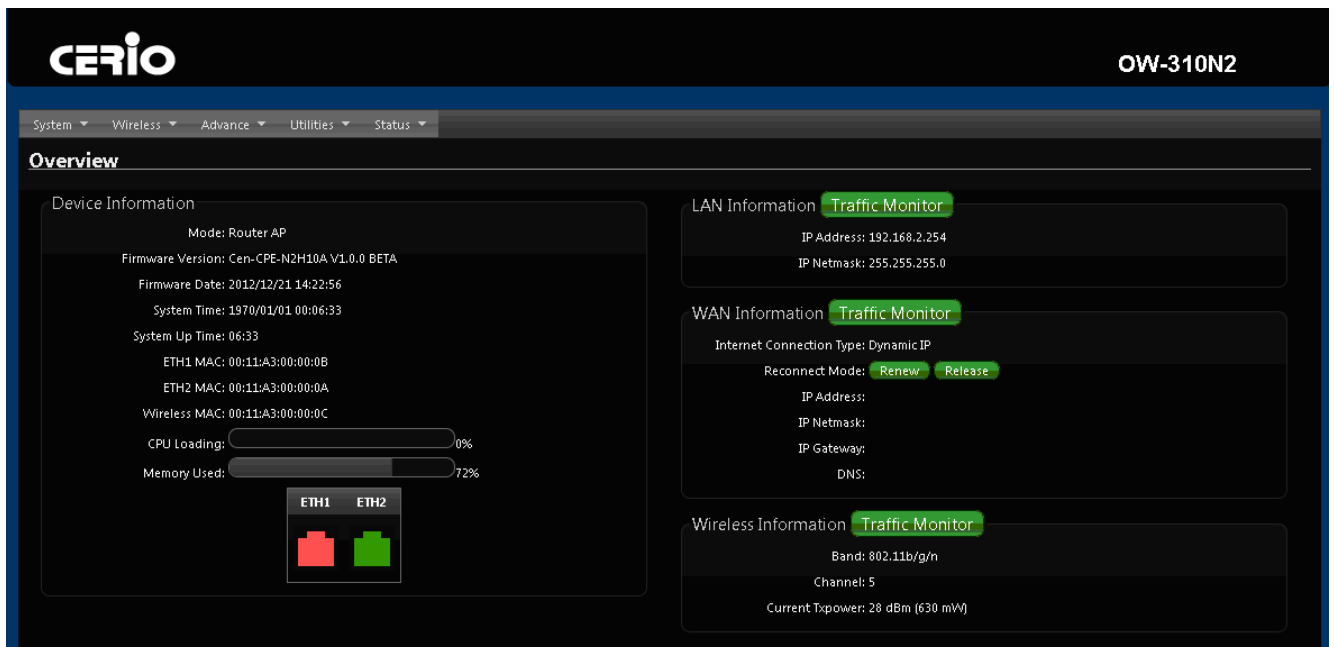 CERIO
OW-310N2
System Wireless Advance Utilities Status
Overview
Device Information
Mode: Router AP
Firmware Version: Cen-CPE-N2H10A V1.0.0 BETA
Firmware Date: 2012/12/21 14:22:56
System Time: 1970/01/01 00:06:33
System Up Time: 06:33
ETH1 MAC: 00:11:A3:00:00:0B
ETH2 MAC: 00:11:A3:00:00:0A
Wireless MAC: 00:11:A3:00:00:0C
CPU Loading: 0%
Memory Used: 72%
ETH1 ETH2
LAN Information Traffic Monitor
IP Address: 192.168.2.254
IP Netmask: 255.255.255.0
WAN Information Traffic Monitor
Internet Connection Type: Dynamic IP
Reconnect Mode: Renew Release
IP Address:
IP Netmask:
IP Gateway:
DNS:
Wireless Information Traffic Monitor
Band: 802.11b/g/n
Channel: 5
Current Txpower: 28 dBm (630 mW)